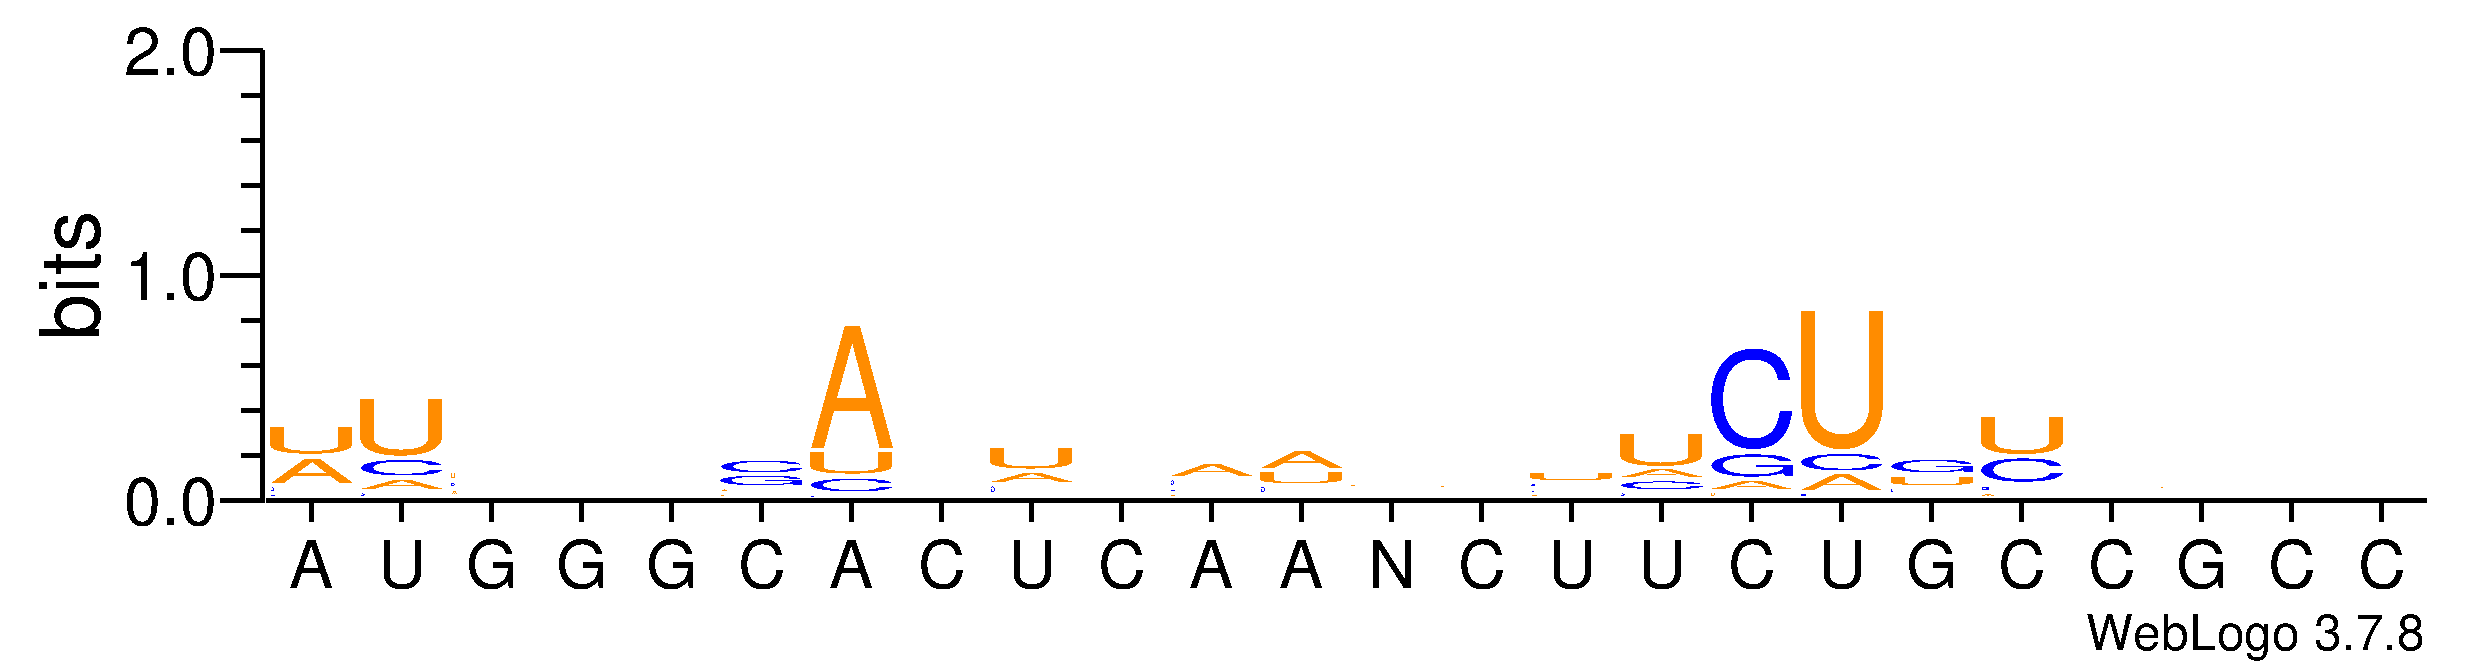 2.0
1.0
0.0
bits
U U C A U A A U U C U G U
A C G U A U A G C U C
A C C A G
A U G G G C A C U C A A N C U U C U G C C G C C
WebLogo 3.7.8